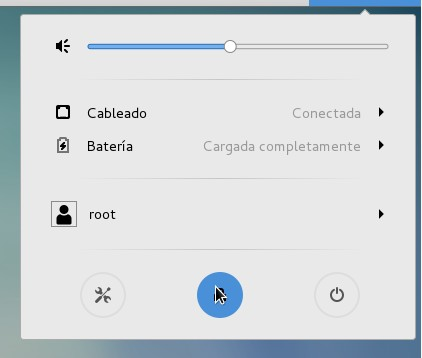 Cableado Conectada
Batería Cargada completamente
root